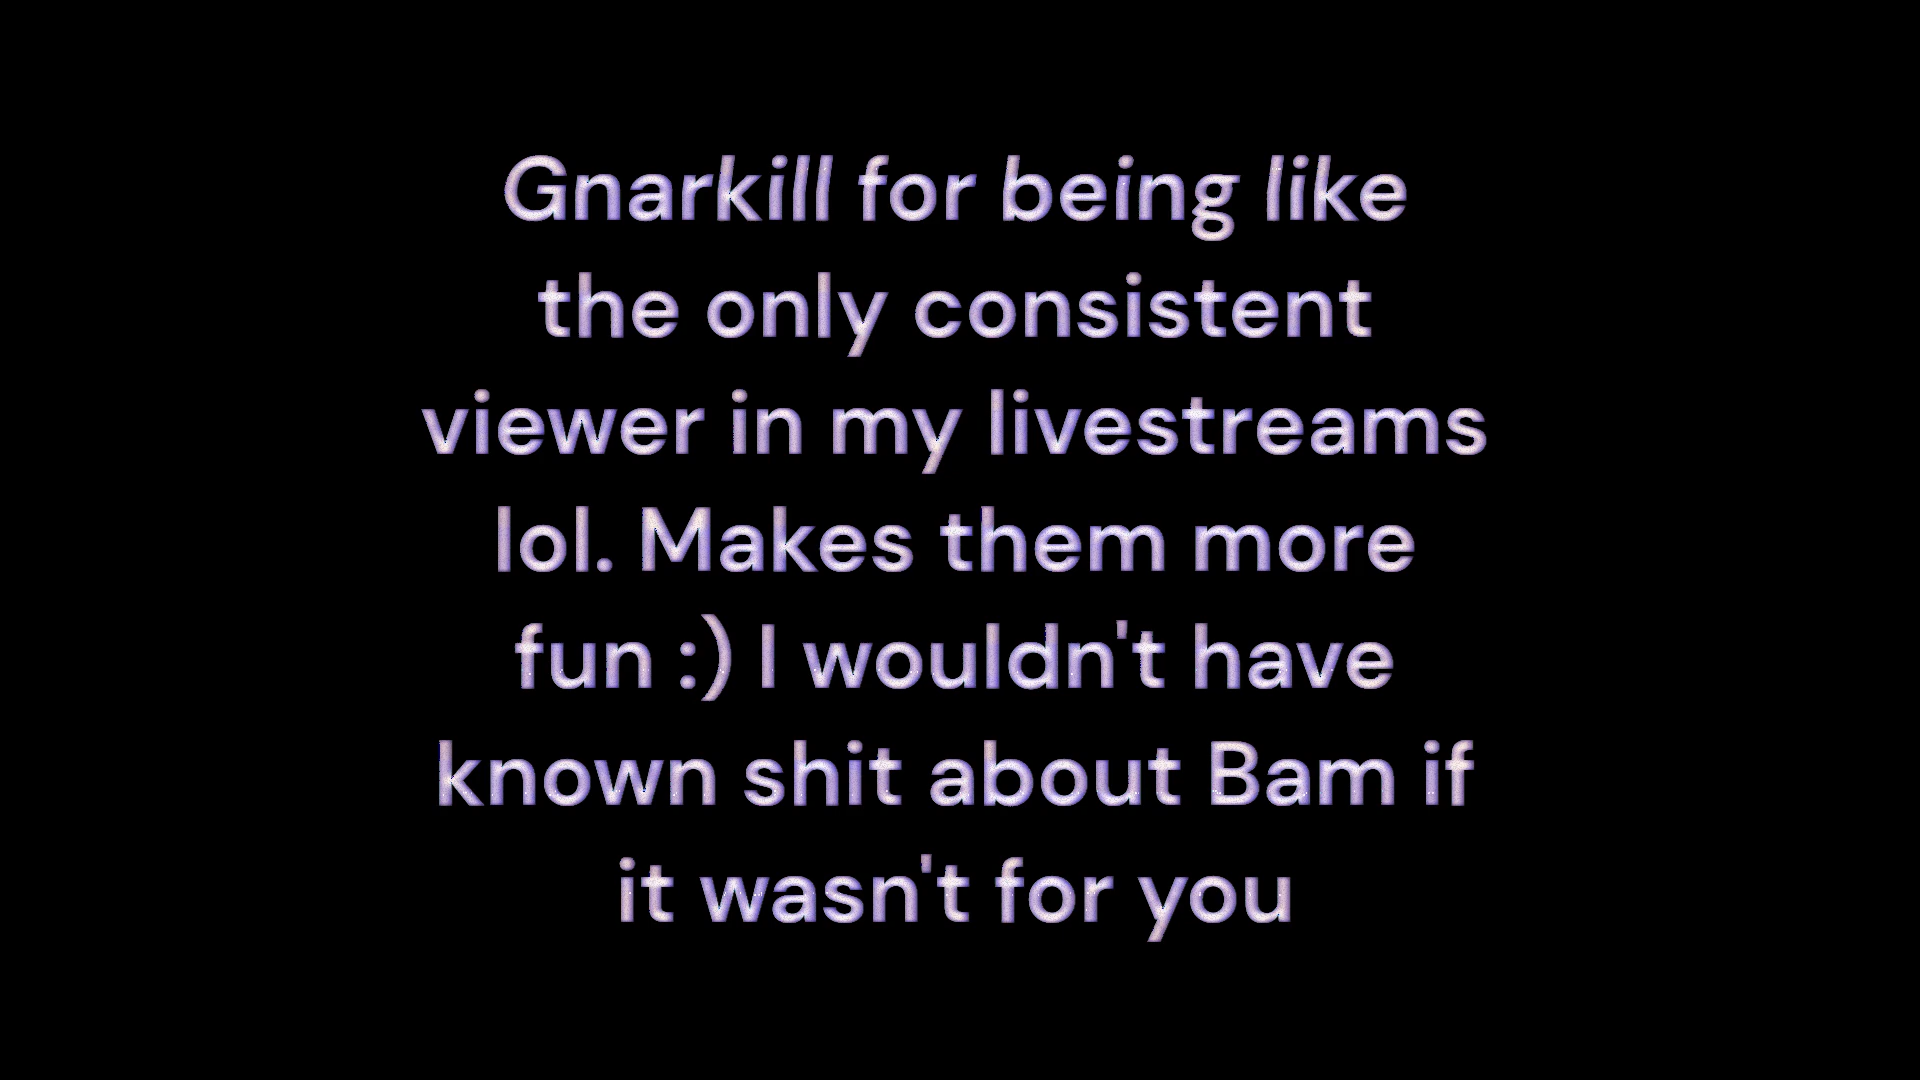 Gnarkill for being like
the only consistent
viewer in my livestreams
lol. Makes them more
fun :) I wouldn't have
known shit about Bam if
it wasn't for you